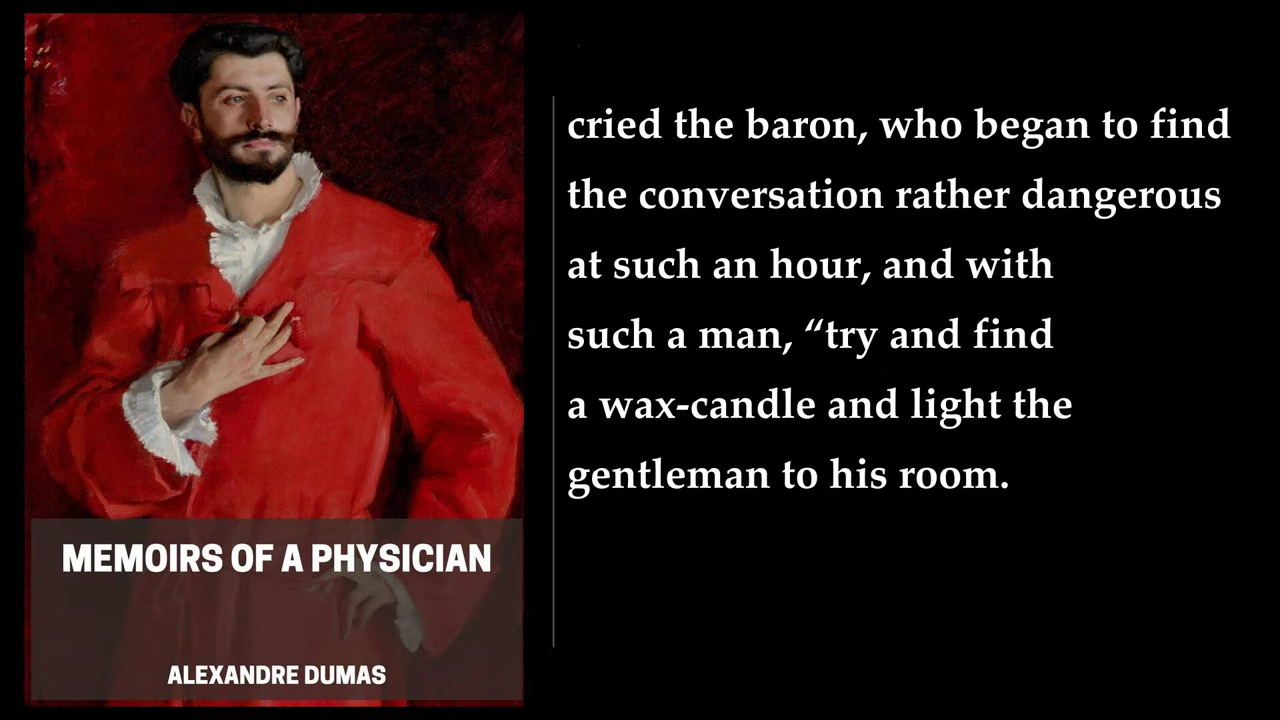 MEMOIRS OF A PHYSICIAN
ALEXANDRE DUMAS
cried the baron, who began to find
the conversation rather dangerous
at such an hour, and with
such a man, “try and find
a wax-candle and light the
gentleman to his room.